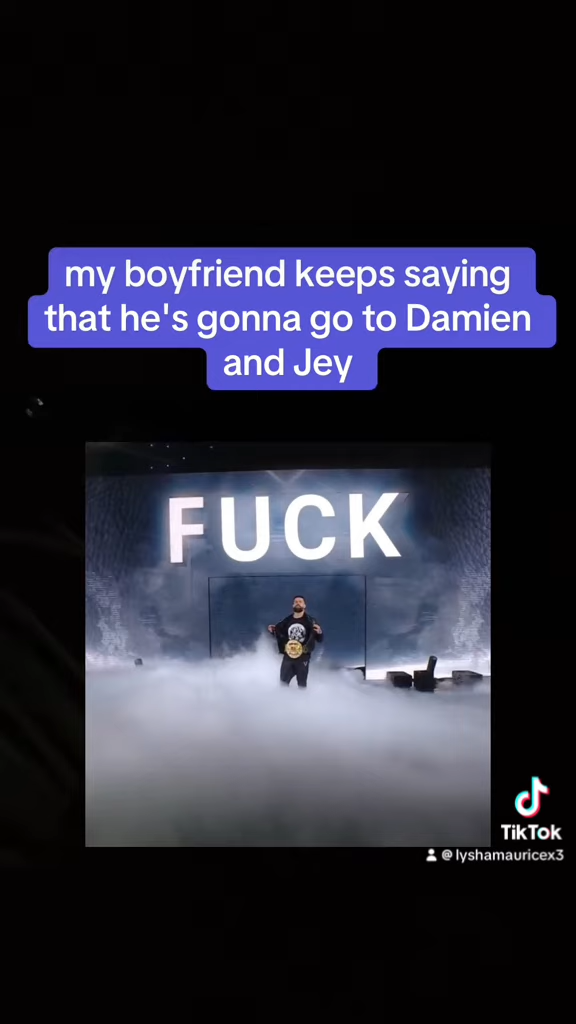 my boyfriend keeps saying
that he's gonna go to Damien
and Jey
FUCK
TikTok
@lyshamauricex3